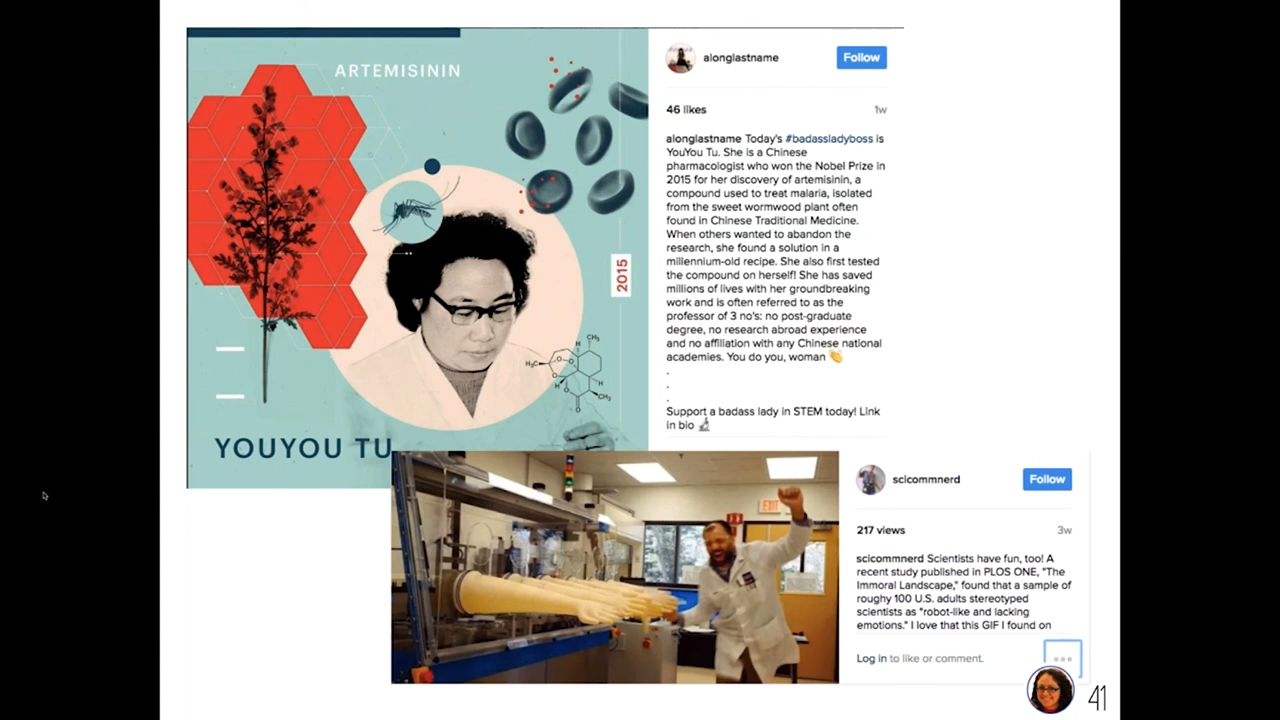 ARTEMISININ
2015
CH₃
H
H₃C
O
O
O
O
H
H
CH₃
O
YOUYOU TU
alonglastname
Follow
46 likes
1w
alonglastname Today's #badassladyboss is
YouYou Tu. She is a Chinese
pharmacologist who won the Nobel Prize in
2015 for her discovery of artemisinin, a
compound used to treat malaria, isolated
from the sweet wormwood plant often
found in Chinese Traditional Medicine.
When others wanted to abandon the
research, she found a solution in a
millennium-old recipe. She also first tested
the compound on herself! She has saved
millions of lives with her groundbreaking
work and is often referred to as the
professor of 3 no's: no post-graduate
degree, no research abroad experience
and no affiliation with any Chinese national
academies. You do you, woman 👏
.
.
.
Support a badass lady in STEM today! Link
in bio 🔬
EXIT
scicommnerd
Follow
217 views
3w
scicommnerd Scientists have fun, too! A
recent study published in PLOS ONE, "The
Immoral Landscape," found that a sample of
roughy 100 U.S. adults stereotyped
scientists as "robot-like and lacking
emotions." I love that this GIF I found on
Log in to like or comment.
41